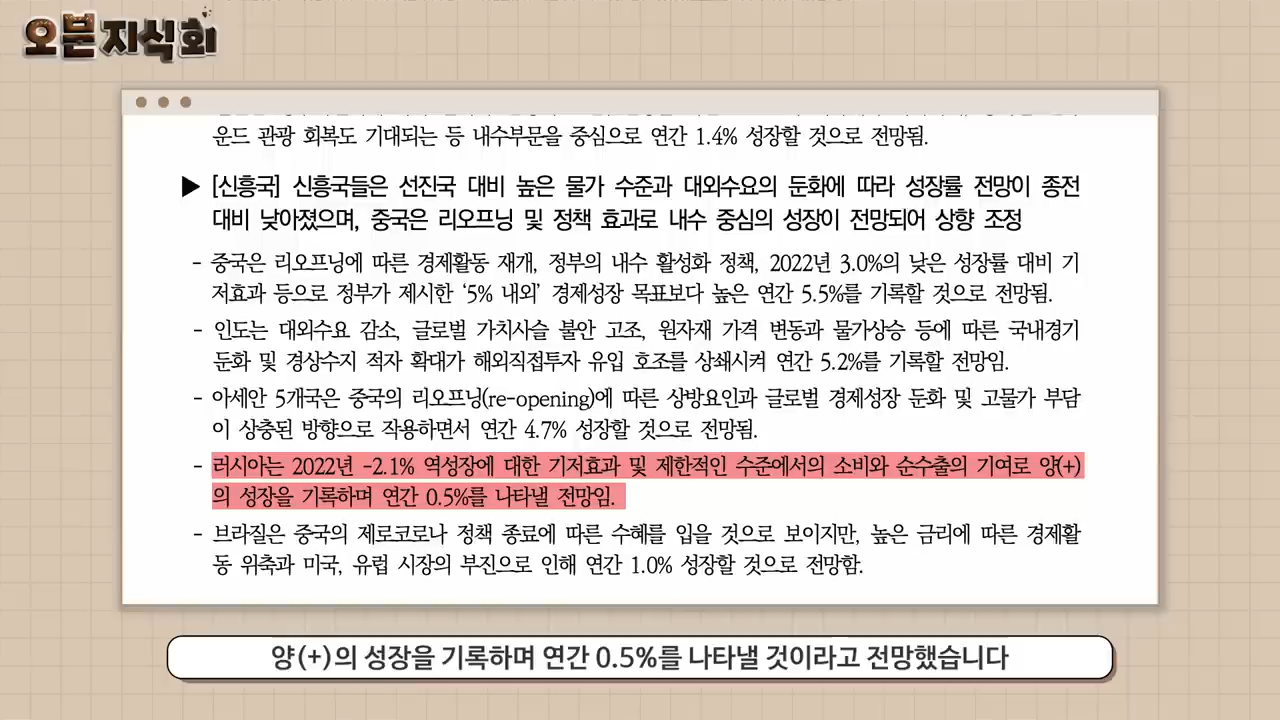 오븐지식회
운드 관광 회복도 기대되는 등 내수부문을 중심으로 연간 1.4% 성장할 것으로 전망됨.
▶ [신흥국] 신흥국들은 선진국 대비 높은 물가 수준과 대외수요의 둔화에 따라 성장률 전망이 종전
대비 낮아졌으며, 중국은 리오프닝 및 정책 효과로 내수 중심의 성장이 전망되어 상향 조정
- 중국은 리오프닝에 따른 경제활동 재개, 정부의 내수 활성화 정책, 2022년 3.0%의 낮은 성장률 대비 기
저효과 등으로 정부가 제시한 ‘5% 내외’ 경제성장 목표보다 높은 연간 5.5%를 기록할 것으로 전망됨.
- 인도는 대외수요 감소, 글로벌 가치사슬 불안 고조, 원자재 가격 변동과 물가상승 등에 따른 국내경기
둔화 및 경상수지 적자 확대가 해외직접투자 유입 호조를 상쇄시켜 연간 5.2%를 기록할 전망임.
- 아세안 5개국은 중국의 리오프닝(re-opening)에 따른 상방요인과 글로벌 경제성장 둔화 및 고물가 부담
이 상충된 방향으로 작용하면서 연간 4.7% 성장할 것으로 전망됨.
- 러시아는 2022년 -2.1% 역성장에 대한 기저효과 및 제한적인 수준에서의 소비와 순수출의 기여로 양(+)
의 성장을 기록하며 연간 0.5%를 나타낼 전망임.
- 브라질은 중국의 제로코로나 정책 종료에 따른 수혜를 입을 것으로 보이지만, 높은 금리에 따른 경제활
동 위축과 미국, 유럽 시장의 부진으로 인해 연간 1.0% 성장할 것으로 전망함.
양(+)의 성장을 기록하며 연간 0.5%를 나타낼 것이라고 전망했습니다